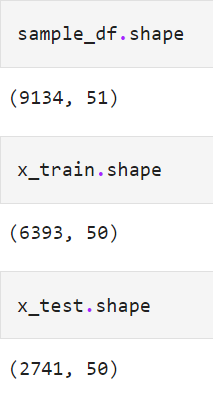 sample_df.shape
(9134, 51)
x_train.shape
(6393, 50)
x_test.shape
(2741, 50)